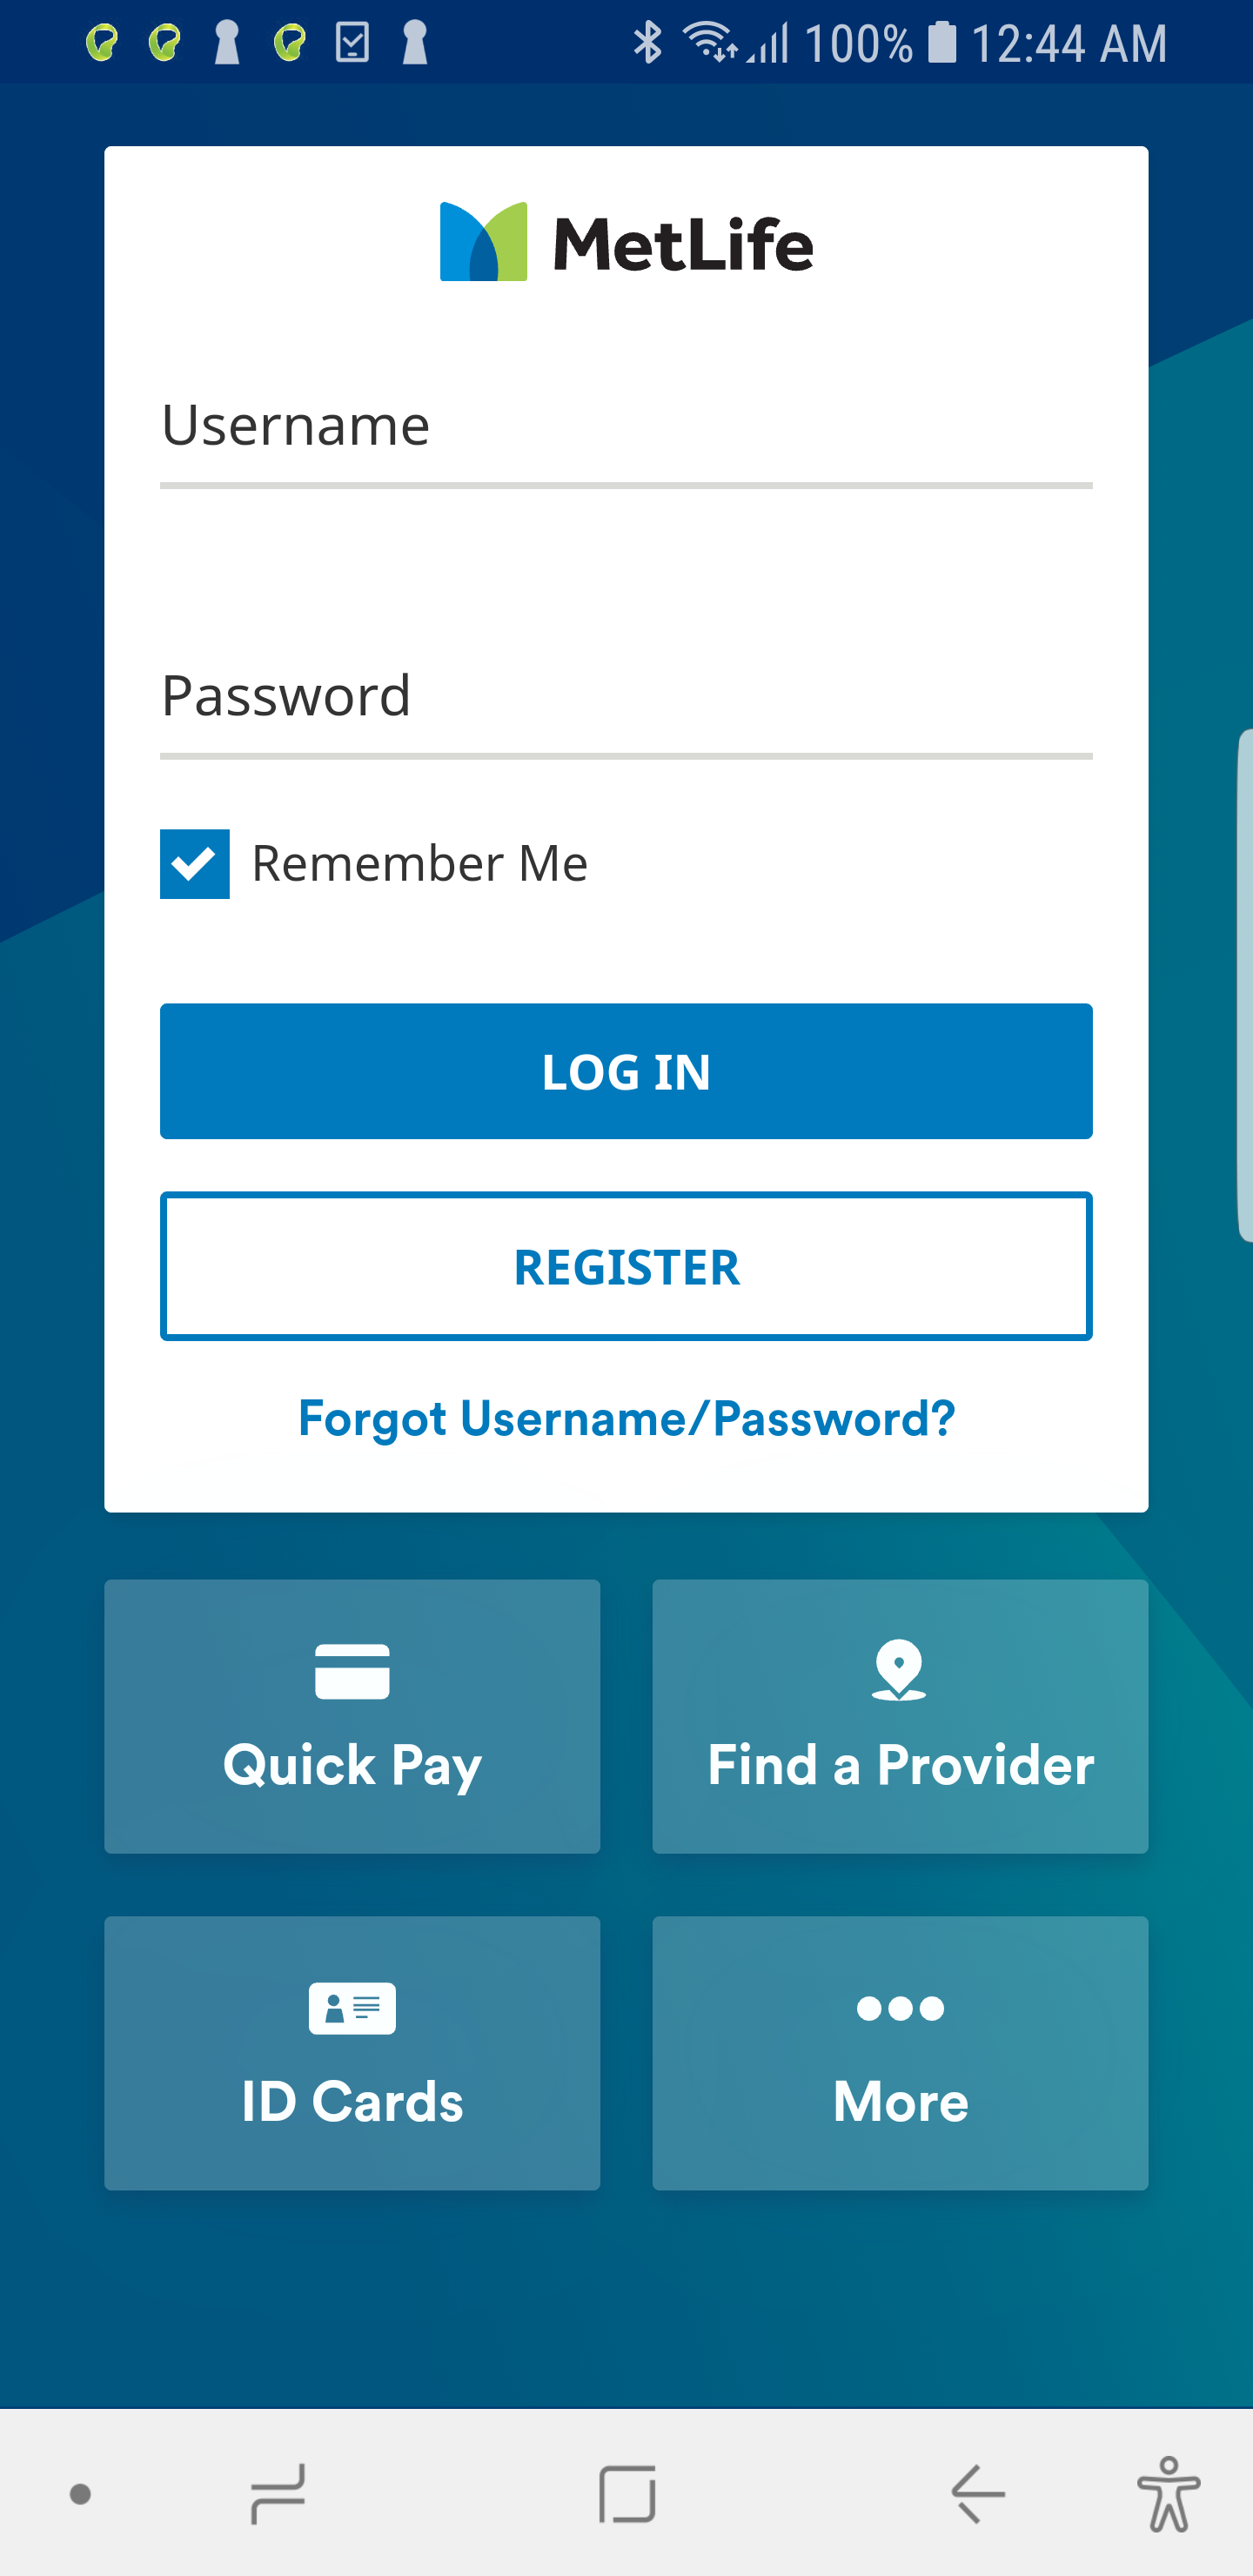 100% 12:44 AM
MetLife
Username
Password
Remember Me
LOG IN
REGISTER
Forgot Username/Password?
Quick Pay
Find a Provider
ID Cards
More